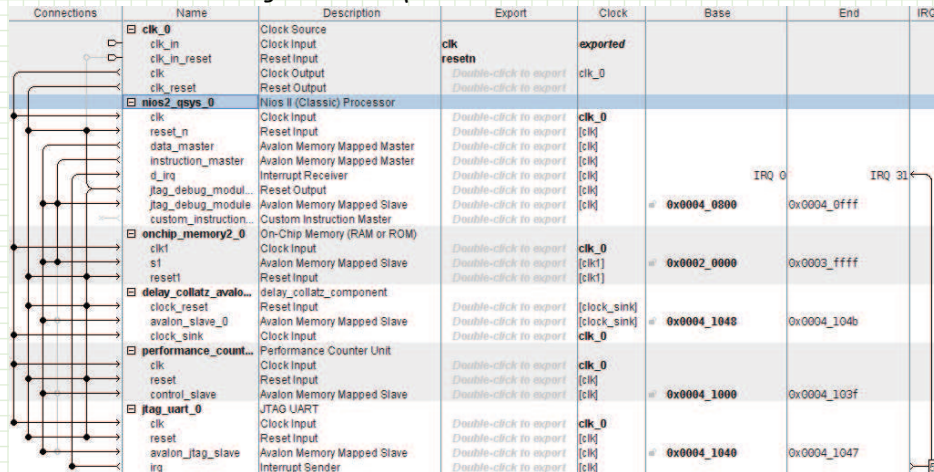 Connections Name Description Export Clock Base End IRQ
clk_0 Clock Source
clk_in Clock Input clk exported
clk_in_reset Reset Input resetn
clk Clock Output Double-click to export clk_0
clk_reset Reset Output Double-click to export
nios2_qsys_0 Nios II (Classic) Processor
clk Clock Input Double-click to export clk_0
reset_n Reset Input Double-click to export [clk]
data_master Avalon Memory Mapped Master Double-click to export [clk]
instruction_master Avalon Memory Mapped Master Double-click to export [clk]
d_irq Interrupt Receiver Double-click to export [clk] IRQ 0 IRQ 31
jtag_debug_modul... Reset Output Double-click to export [clk]
jtag_debug_module Avalon Memory Mapped Slave Double-click to export [clk] 0x0004_0800 0x0004_0fff
custom_instruction... Custom Instruction Master Double-click to export
onchip_memory2_0 On-Chip Memory (RAM or ROM)
clk1 Clock Input Double-click to export clk_0
s1 Avalon Memory Mapped Slave Double-click to export [clk1] 0x0002_0000 0x0003_ffff
reset1 Reset Input Double-click to export [clk1]
delay_collatz_avalo... delay_collatz_component
clock_reset Reset Input Double-click to export [clock_sink]
avalon_slave_0 Avalon Memory Mapped Slave Double-click to export [clock_sink] 0x0004_1048 0x0004_104b
clock_sink Clock Input Double-click to export clk_0
performance_count... Performance Counter Unit
clk Clock Input Double-click to export clk_0
reset Reset Input Double-click to export [clk]
control_slave Avalon Memory Mapped Slave Double-click to export [clk] 0x0004_1000 0x0004_103f
jtag_uart_0 JTAG UART
clk Clock Input Double-click to export clk_0
reset Reset Input Double-click to export [clk]
avalon_jtag_slave Avalon Memory Mapped Slave Double-click to export [clk] 0x0004_1040 0x0004_1047
irq Interrupt Sender Double-click to export [clk]